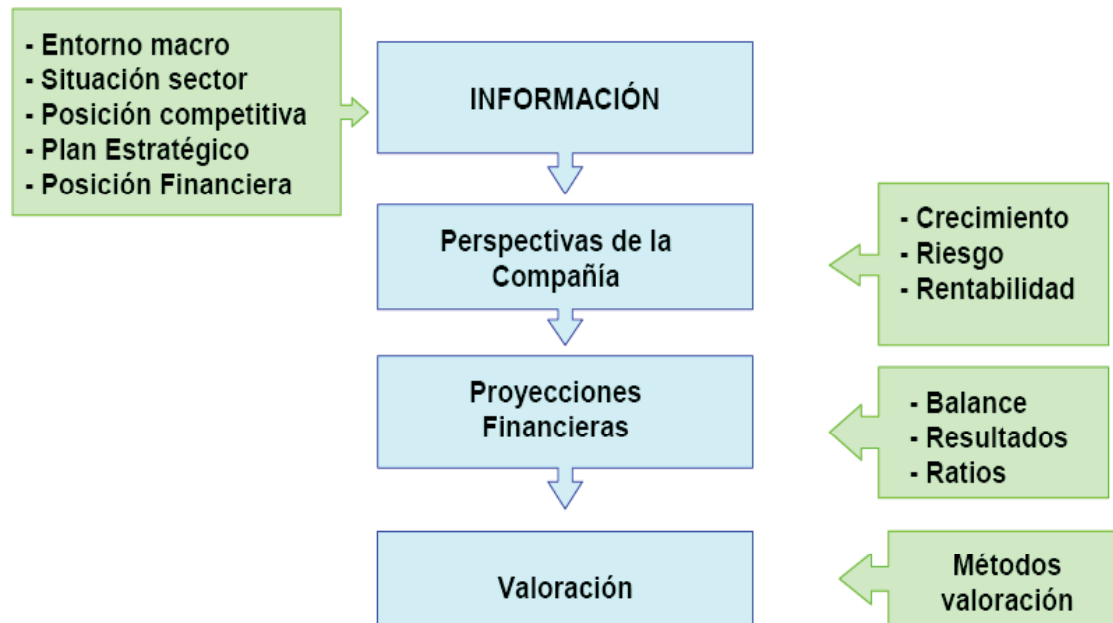 - Entorno macro
- Situación sector
- Posición competitiva
- Plan Estratégico
- Posición Financiera
INFORMACIÓN
Perspectivas de la
Compañía
- Crecimiento
- Riesgo
- Rentabilidad
Proyecciones
Financieras
- Balance
- Resultados
- Ratios
Valoración
Métodos
valoración